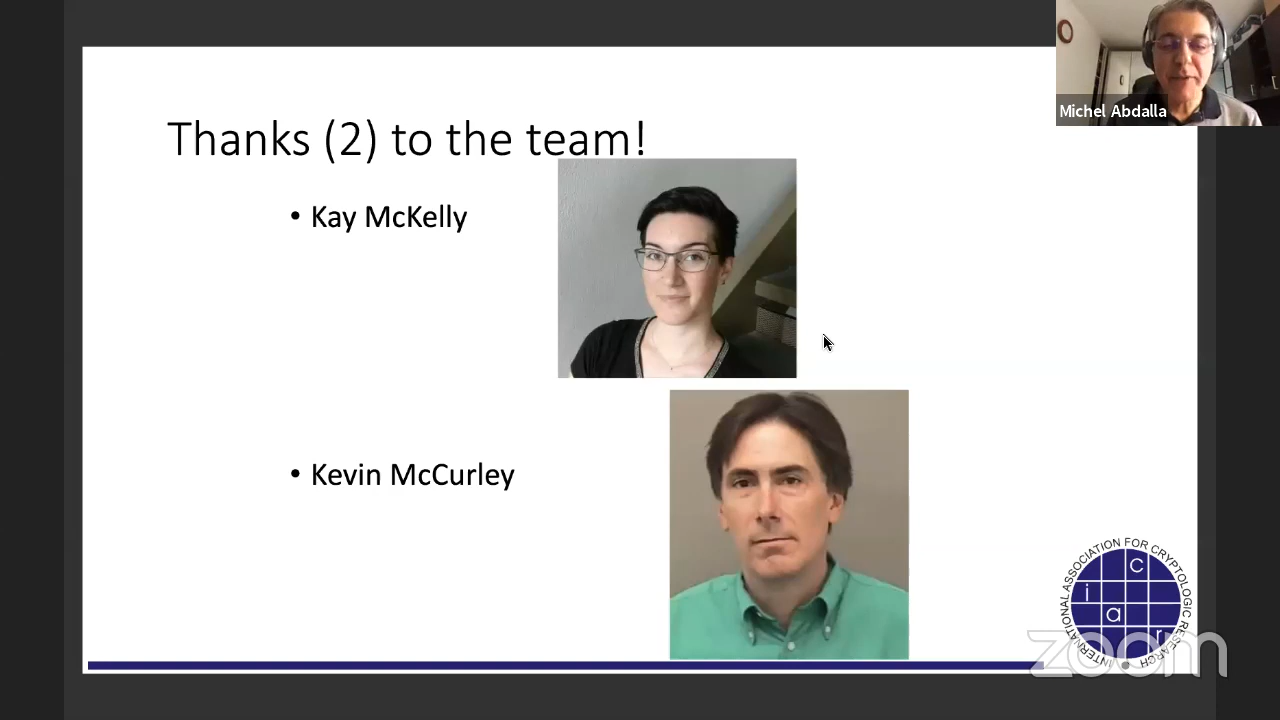 Michel Abdalla
Thanks (2) to the team!
• Kay McKelly
• Kevin McCurley
INTERNATIONAL ASSOCIATION FOR CRYPTOLOGIC RESEARCH
c
i
a
r
zoom